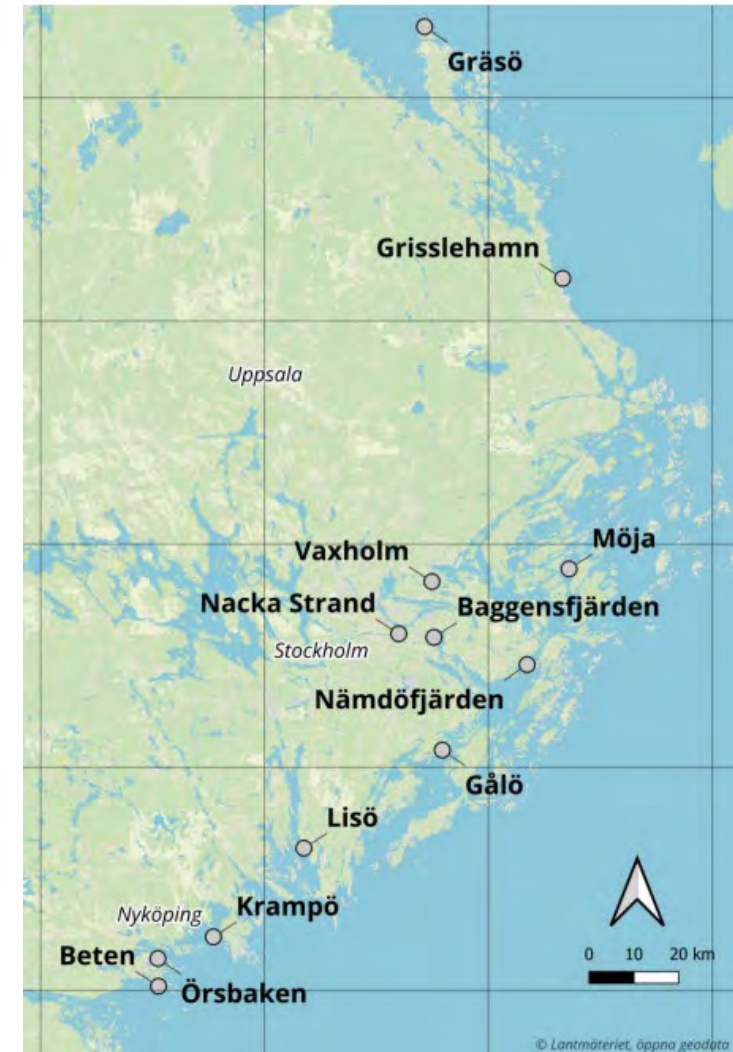 Gräsö
Grisslehamn
Uppsala
Möja
Vaxholm
Nacka Strand
Baggensfjärden
Stockholm
Nämdöfjärden
Gålö
Lisö
Krampö
Nyköping
Beten
Örsbaken
0 10 20 km
© Lantmäteriet, öppna geodata